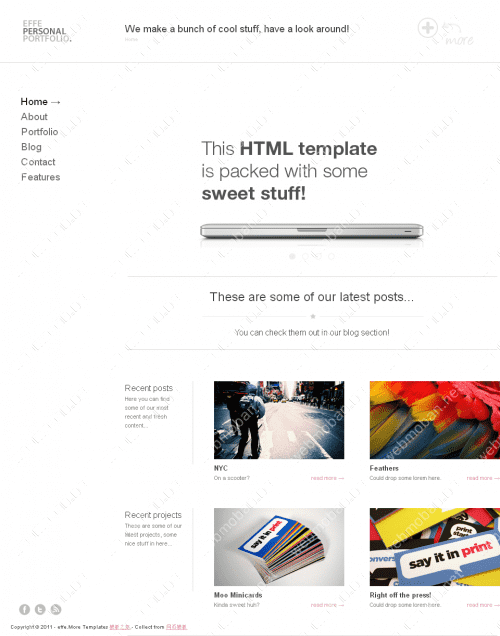 EFFE
PERSONAL
PORTFOLIO.
We make a bunch of cool stuff, have a look around!
more
Home →
About
Portfolio
Blog
Contact
Features
This HTML template
is packed with some
sweet stuff!
These are some of our latest posts...
You can check them out in our blog section!
Recent posts
Here you can find
some of our most
recent and fresh
content...
NYC
On a scooter?
read more →
Feathers
Could drop some lorem here.
read more →
Recent projects
These are some of our
latest projects, some
nice stuff in here...
say it in print
Moo Minicards
Kinda sweet huh?
read more →
say it in print
Right off the press!
Could drop some lorem here.
read more →
Copyright © 2011 - effe.More Templates
- Collect from
webmoban.net